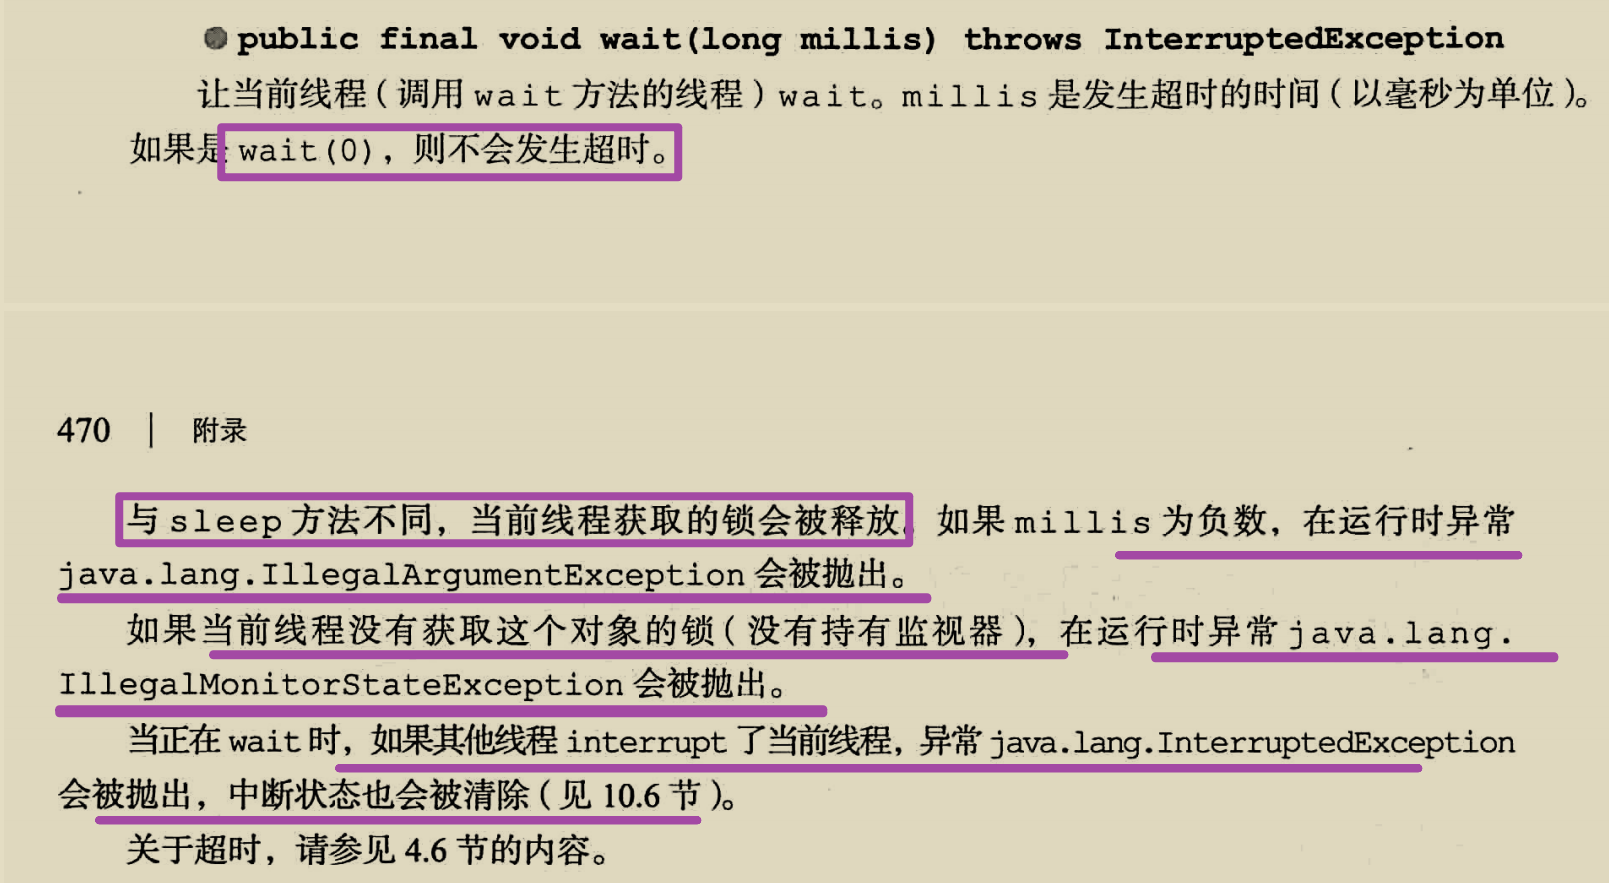 ● public final void wait(long millis) throws InterruptedException
让当前线程(调用 wait 方法的线程)wait。millis 是发生超时的时间(以毫秒为单位)。
如果是 wait(0), 则不会发生超时。
470 | 附录
与 sleep 方法不同, 当前线程获取的锁会被释放。如果 millis 为负数, 在运行时异常
java.lang.IllegalArgumentException 会被抛出。
如果当前线程没有获取这个对象的锁(没有持有监视器), 在运行时异常 java.lang.
IllegalMonitorStateException 会被抛出。
当正在 wait 时, 如果其他线程 interrupt 了当前线程, 异常 java.lang.InterruptedException
会被抛出, 中断状态也会被清除(见 10.6 节)。
关于超时, 请参见 4.6 节的内容。